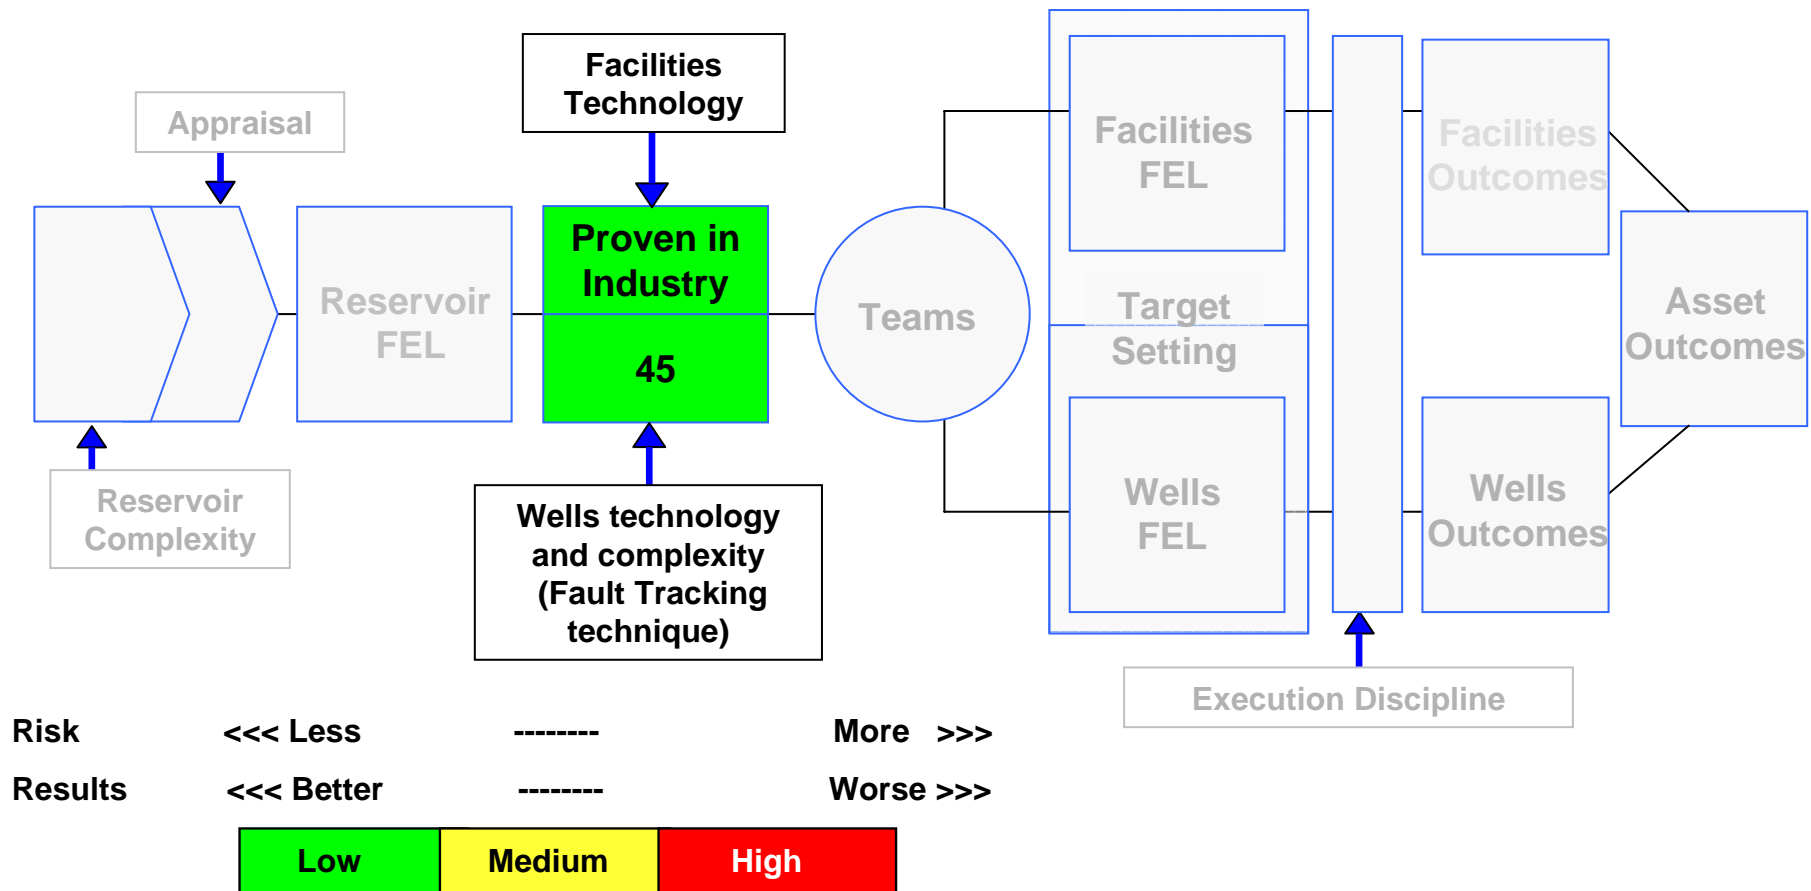 Facilities
Technology
Appraisal
Proven in
Industry
45
Reservoir
FEL
Reservoir
Complexity
Wells technology
and complexity
(Fault Tracking
technique)
Teams
Facilities
FEL
Target
Setting
Wells
FEL
Facilities
Outcomes
Wells
Outcomes
Asset
Outcomes
Execution Discipline
Risk <<< Less -------- More >>>
Results <<< Better -------- Worse >>>
Low Medium High